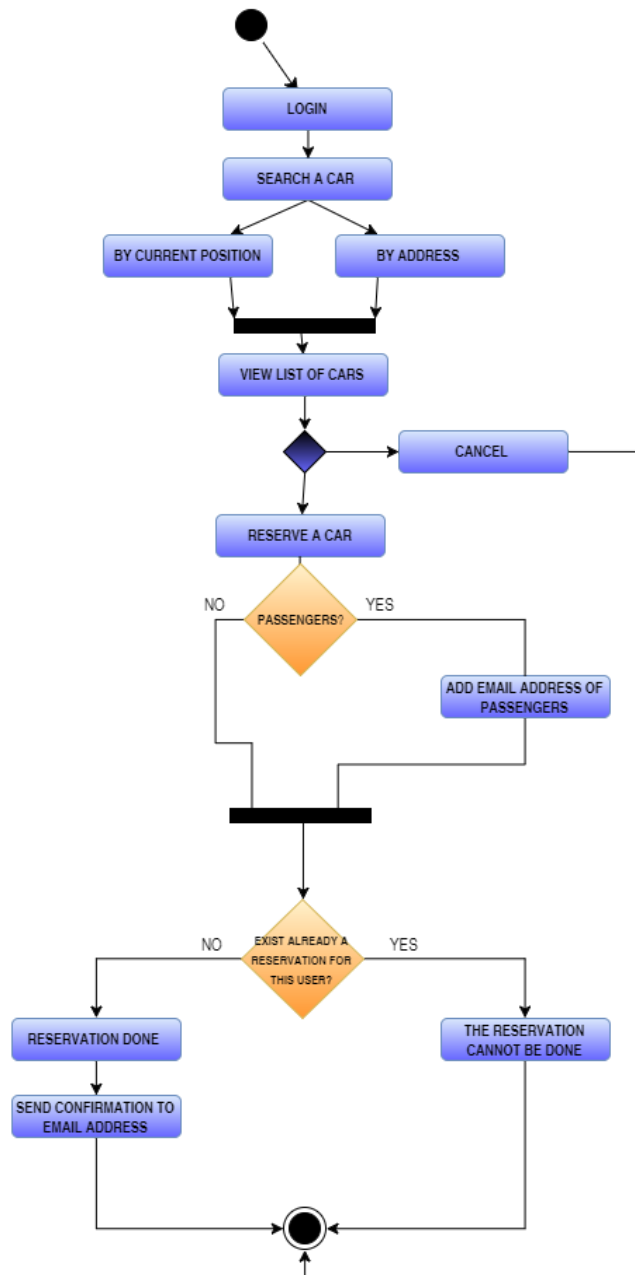 LOGIN
SEARCH A CAR
BY CURRENT POSITION
BY ADDRESS
VIEW LIST OF CARS
CANCEL
RESERVE A CAR
NO
PASSENGERS?
YES
ADD EMAIL ADDRESS OF
PASSENGERS
NO
EXIST ALREADY A
RESERVATION FOR
THIS USER?
YES
RESERVATION DONE
THE RESERVATION
CANNOT BE DONE
SEND CONFIRMATION TO
EMAIL ADDRESS